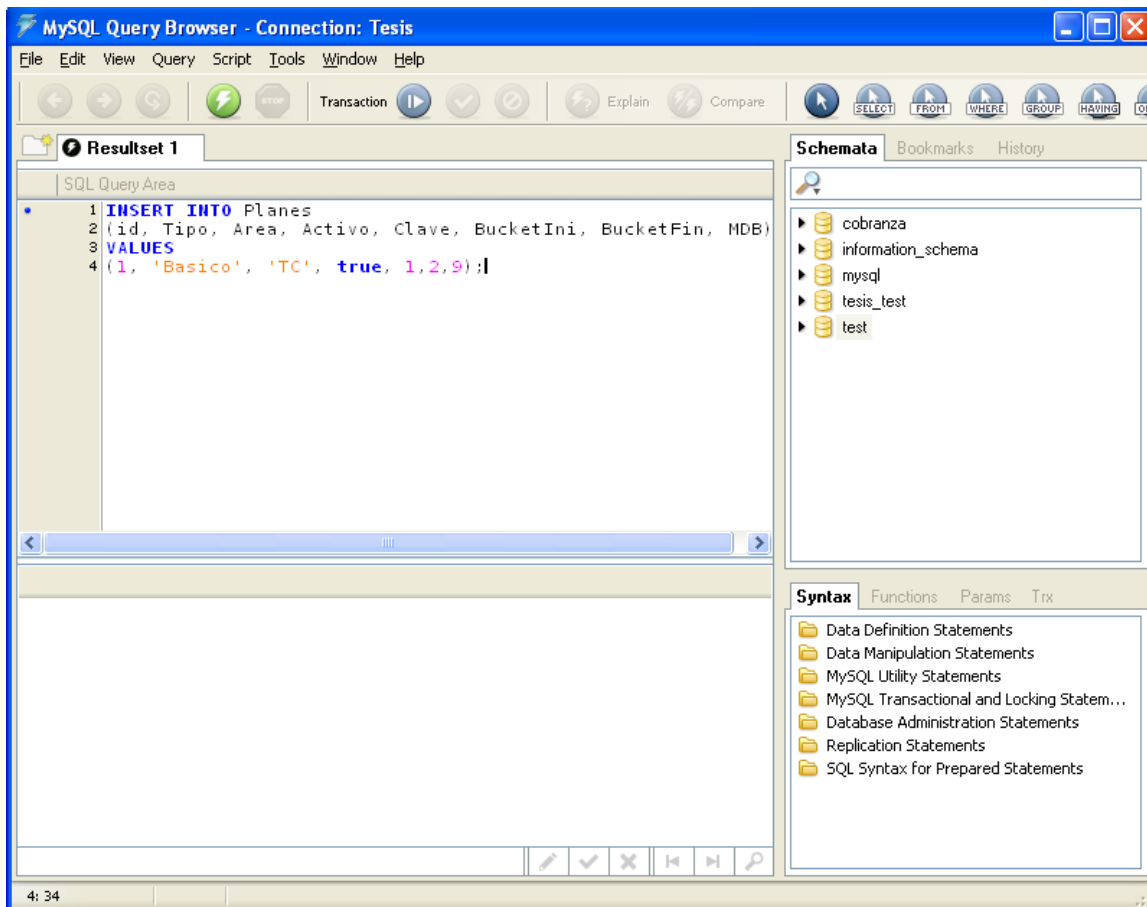 MySQL Query Browser - Connection: Tesis
File Edit View Query Script Tools Window Help
STOP Transaction Explain Compare SELECT FROM WHERE GROUP HAVING
Resultset 1
SQL Query Area
1 INSERT INTO Planes
2 (id, Tipo, Area, Activo, Clave, BucketIni, BucketFin, MDB)
3 VALUES
4 (1, 'Basico', 'TC', true, 1,2,9);
Schemata Bookmarks History
cobranza
information_schema
mysql
tesis_test
test
Syntax Functions Params Trx
Data Definition Statements
Data Manipulation Statements
MySQL Utility Statements
MySQL Transactional and Locking Statem...
Database Administration Statements
Replication Statements
SQL Syntax for Prepared Statements
4: 34